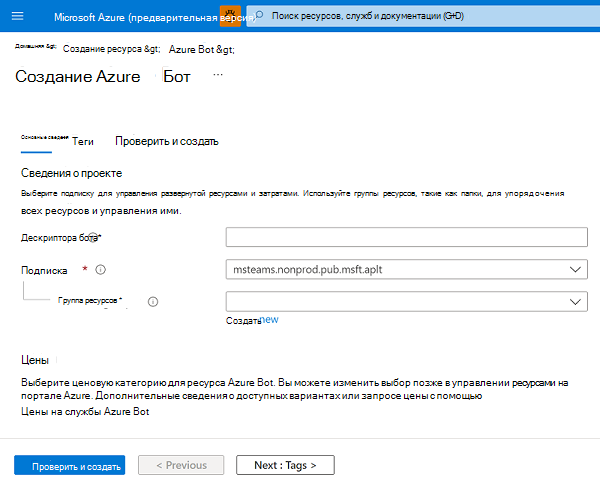 Microsoft Azure (предварительная версия)
Поиск ресурсов, служб и документации (G+D)
Домашняя &gt; Создание ресурса &gt; Azure Bot &gt;
Создание Azure Бот ...
Основные сведения Теги Проверить и создать
Сведения о проекте
Выберите подписку для управления развернутой ресурсами и затратами. Используйте группы ресурсов, такие как папки, для упорядочения
всех ресурсов и управления ими.
Дескриптора бота*
Подписка * msteams.nonprod.pub.msft.aplt
Группа ресурсов *
Создать new
Цены
Выберите ценовую категорию для ресурса Azure Bot. Вы можете изменить выбор позже в управлении ресурсами на
портале Azure. Дополнительные сведения о доступных вариантах или запросе цены с помощью
Цены на службы Azure Bot
Проверить и создать < Previous Next : Tags >